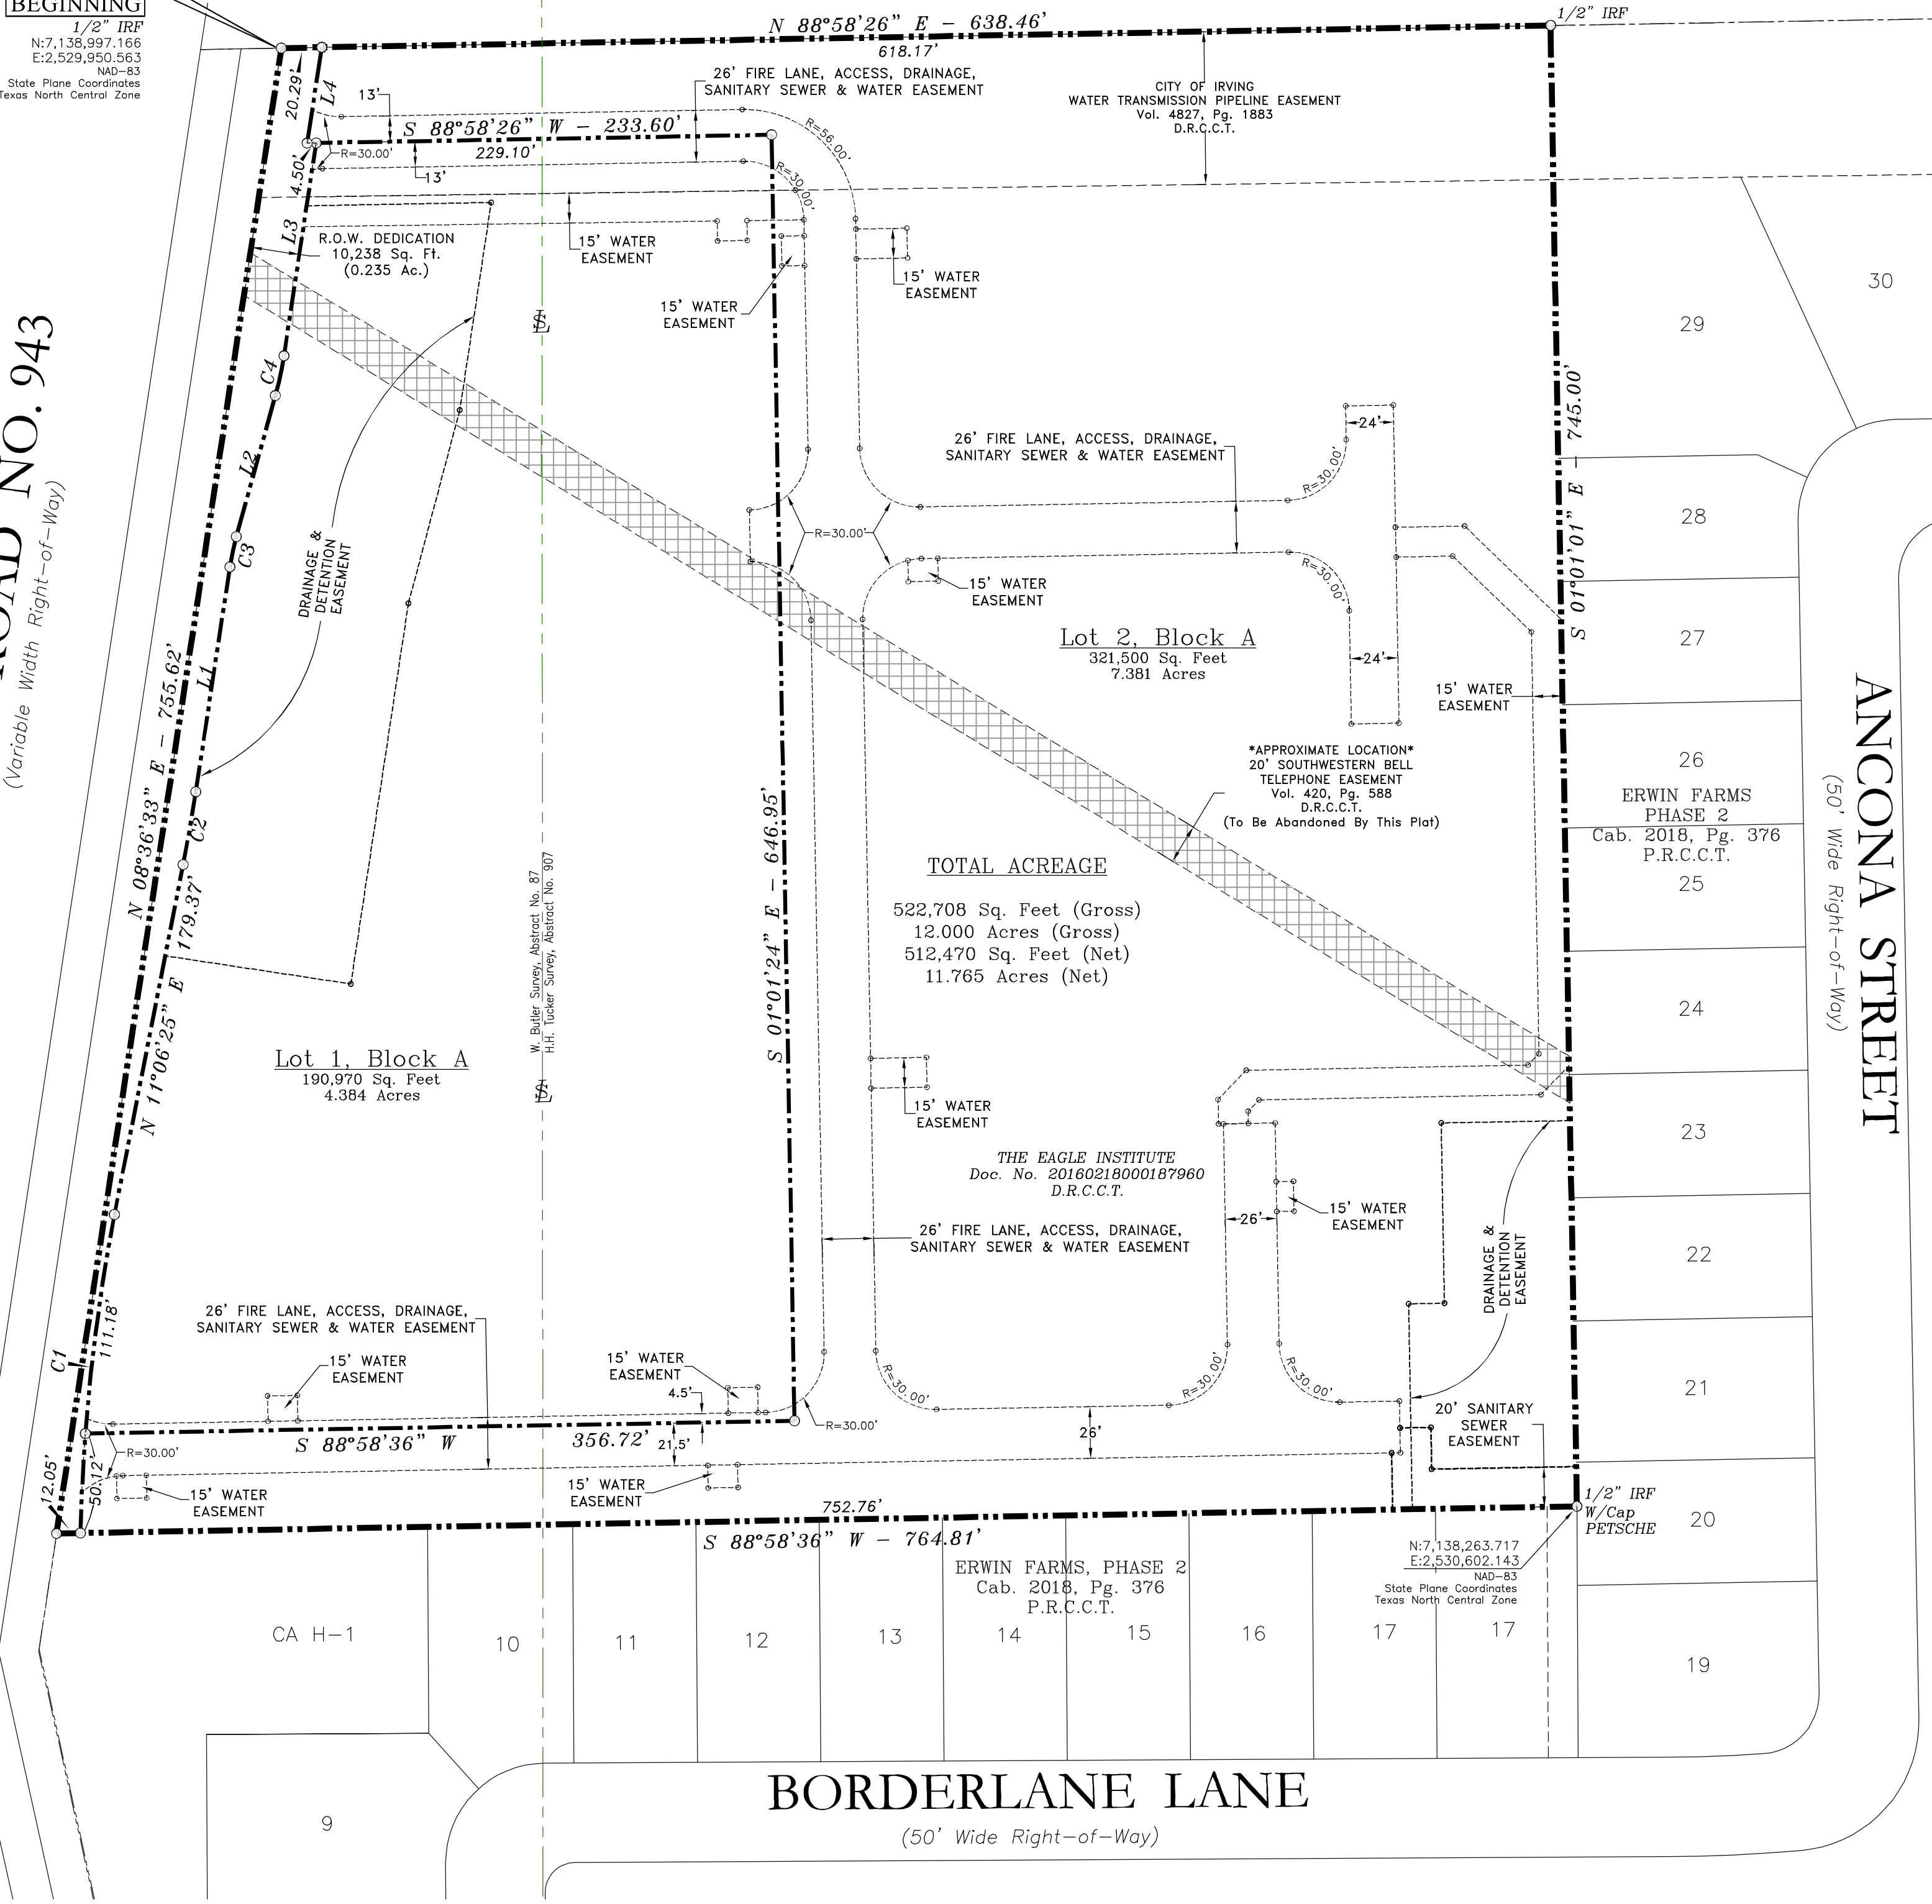 BEGINNING
1/2" IRF
N:7,138,997.166
E:2,529,950.563
NAD-83
State Plane Coordinates
Texas North Central Zone
N 88°58'26" E - 638.46'
618.17'
1/2" IRF
20.29'
L4
13'
26' FIRE LANE, ACCESS, DRAINAGE,
SANITARY SEWER & WATER EASEMENT
CITY OF IRVING
WATER TRANSMISSION PIPELINE EASEMENT
Vol. 4827, Pg. 1883
D.R.C.C.T.
S 88°58'26" W - 233.60'
229.10'
R=30.00'
13'
R=56.00'
R=30.00'
4.50'
L3
R.O.W. DEDICATION
10,238 Sq. Ft.
(0.235 Ac.)
15' WATER
EASEMENT
15' WATER
EASEMENT
15' WATER
EASEMENT
30
29
SL
ROAD NO. 943
(Variable Width Right-of-Way)
C4
L2
C3
L1
C2
DRAINAGE &
DETENTION
EASEMENT
26' FIRE LANE, ACCESS, DRAINAGE,
SANITARY SEWER & WATER EASEMENT
24'
R=30.00'
R=30.00'
R=30.00'
15' WATER
EASEMENT
S 01°01'01" E - 745.00'
28
27
Lot 2, Block A
321,500 Sq. Feet
7.381 Acres
24'
15' WATER
EASEMENT
N 08°36'33" E - 755.62'
*APPROXIMATE LOCATION*
20' SOUTHWESTERN BELL
TELEPHONE EASEMENT
Vol. 420, Pg. 588
D.R.C.C.T.
(To Be Abandoned By This Plat)
26
ERWIN FARMS
PHASE 2
Cab. 2018, Pg. 376
P.R.C.C.T.
25
ANCONA STREET
(50' Wide Right-of-Way)
S 01°01'24" E - 646.95'
W. Butler Survey, Abstract No. 87
H.H. Tucker Survey, Abstract No. 907
TOTAL ACREAGE
522,708 Sq. Feet (Gross)
12.000 Acres (Gross)
512,470 Sq. Feet (Net)
11.765 Acres (Net)
N 11°06'25" E 179.37'
24
Lot 1, Block A
190,970 Sq. Feet
4.384 Acres
SL
15' WATER
EASEMENT
23
THE EAGLE INSTITUTE
Doc. No. 20160218000187960
D.R.C.C.T.
26'
15' WATER
EASEMENT
26' FIRE LANE, ACCESS, DRAINAGE,
SANITARY SEWER & WATER EASEMENT
DRAINAGE &
DETENTION
EASEMENT
22
26' FIRE LANE, ACCESS, DRAINAGE,
SANITARY SEWER & WATER EASEMENT
C1
111.18'
15' WATER
EASEMENT
15' WATER
EASEMENT
4.5'
R=30.00'
R=30.00'
R=30.00'
21
R=30.00'
20' SANITARY
SEWER
EASEMENT
R=30.00'
S 88°58'36" W
356.72'
21.5'
26'
12.05'
50.12'
15' WATER
EASEMENT
15' WATER
EASEMENT
752.76'
S 88°58'36" W - 764.81'
1/2" IRF
W/Cap
PETSCHE
20
N:7,138,263.717
E:2,530,602.143
NAD-83
State Plane Coordinates
Texas North Central Zone
ERWIN FARMS, PHASE 2
Cab. 2018, Pg. 376
P.R.C.C.T.
CA H-1
10
11
12
13
14
15
16
17
17
19
9
BORDERLANE LANE
(50' Wide Right-of-Way)